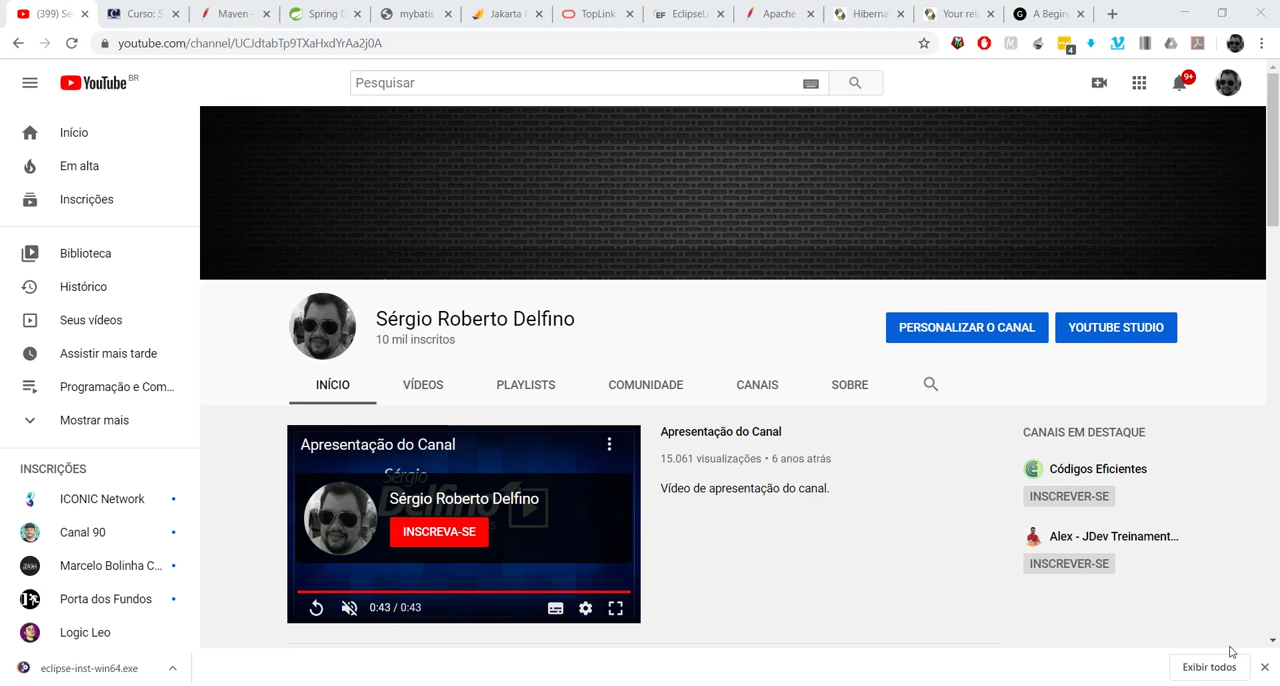 (399) Sé
Curso: S
Maven –
Spring D
mybatis
Jakarta
TopLink
EclipseL
Apache
Hiberna
Your rel
A Begin
youtube.com/channel/UCJdtabTp9TXaHxdYrAa2j0A
4
YouTube BR
Pesquisar
9+
Início
Em alta
Inscrições
Biblioteca
Histórico
Seus vídeos
Assistir mais tarde
Programação e Com...
Mostrar mais
INSCRIÇÕES
ICONIC Network
Canal 90
Marcelo Bolinha C...
Porta dos Fundos
Logic Leo
Sérgio Roberto Delfino
10 mil inscritos
PERSONALIZAR O CANAL
YOUTUBE STUDIO
INÍCIO
VÍDEOS
PLAYLISTS
COMUNIDADE
CANAIS
SOBRE
Apresentação do Canal
Sérgio
Delfino
Sérgio Roberto Delfino
INSCREVA-SE
0:43 / 0:43
Apresentação do Canal
15.061 visualizações • 6 anos atrás
Vídeo de apresentação do canal.
CANAIS EM DESTAQUE
Códigos Eficientes
INSCREVER-SE
Alex - JDev Treinament...
INSCREVER-SE
eclipse-inst-win64.exe
Exibir todos